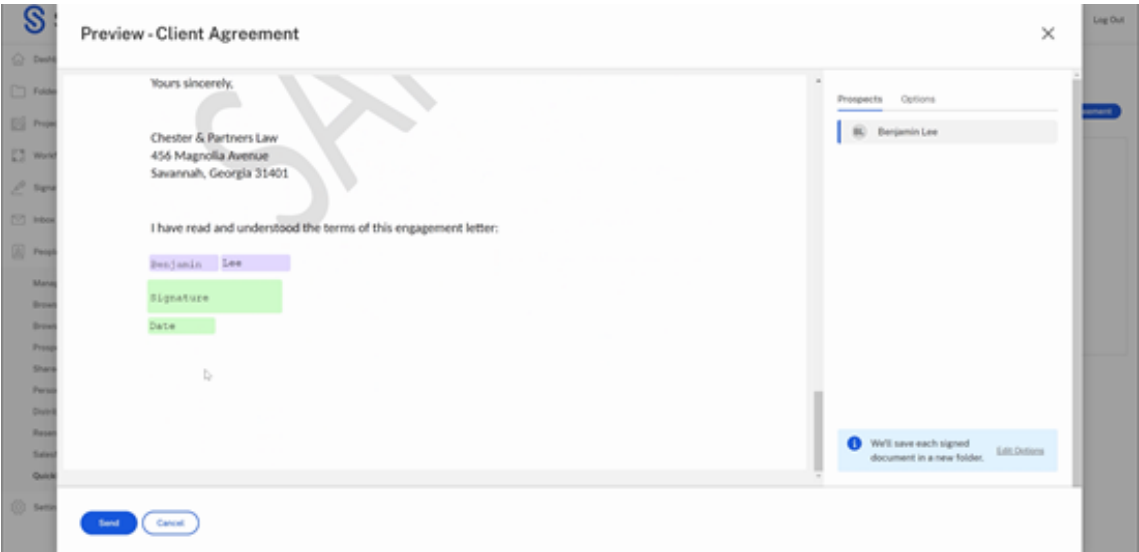 S
Log Out
Preview - Client Agreement
Yours sincerely,
Chester & Partners Law
456 Magnolia Avenue
Savannah, Georgia 31401
I have read and understood the terms of this engagement letter:
Benjamin Lee
Signature
Date
Prospects Options
BL Benjamin Lee
We'll save each signed
document in a new folder.
Edit Options
Send Cancel